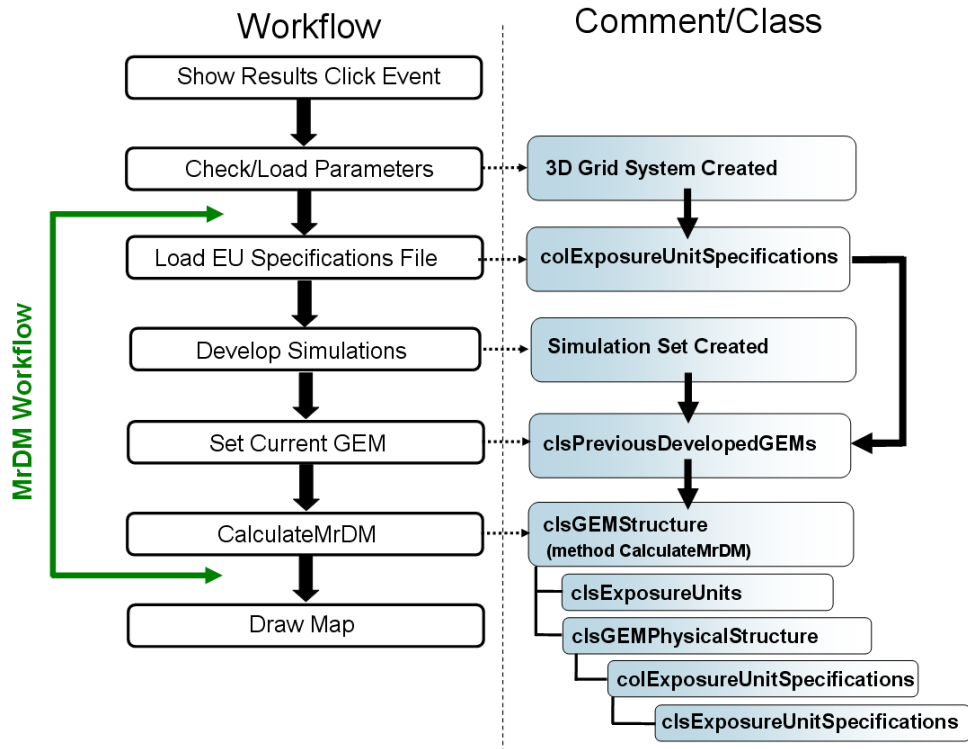 Workflow
Comment/Class
Show Results Click Event
Check/Load Parameters
3D Grid System Created
Load EU Specifications File
colExposureUnitSpecifications
Develop Simulations
Simulation Set Created
Set Current GEM
clsPreviousDevelopedGEMs
CalculateMrDM
clsGEMStructure
(method CalculateMrDM)
clsExposureUnits
Draw Map
clsGEMPhysicalStructure
colExposureUnitSpecifications
clsExposureUnitSpecifications
MrDM Workflow